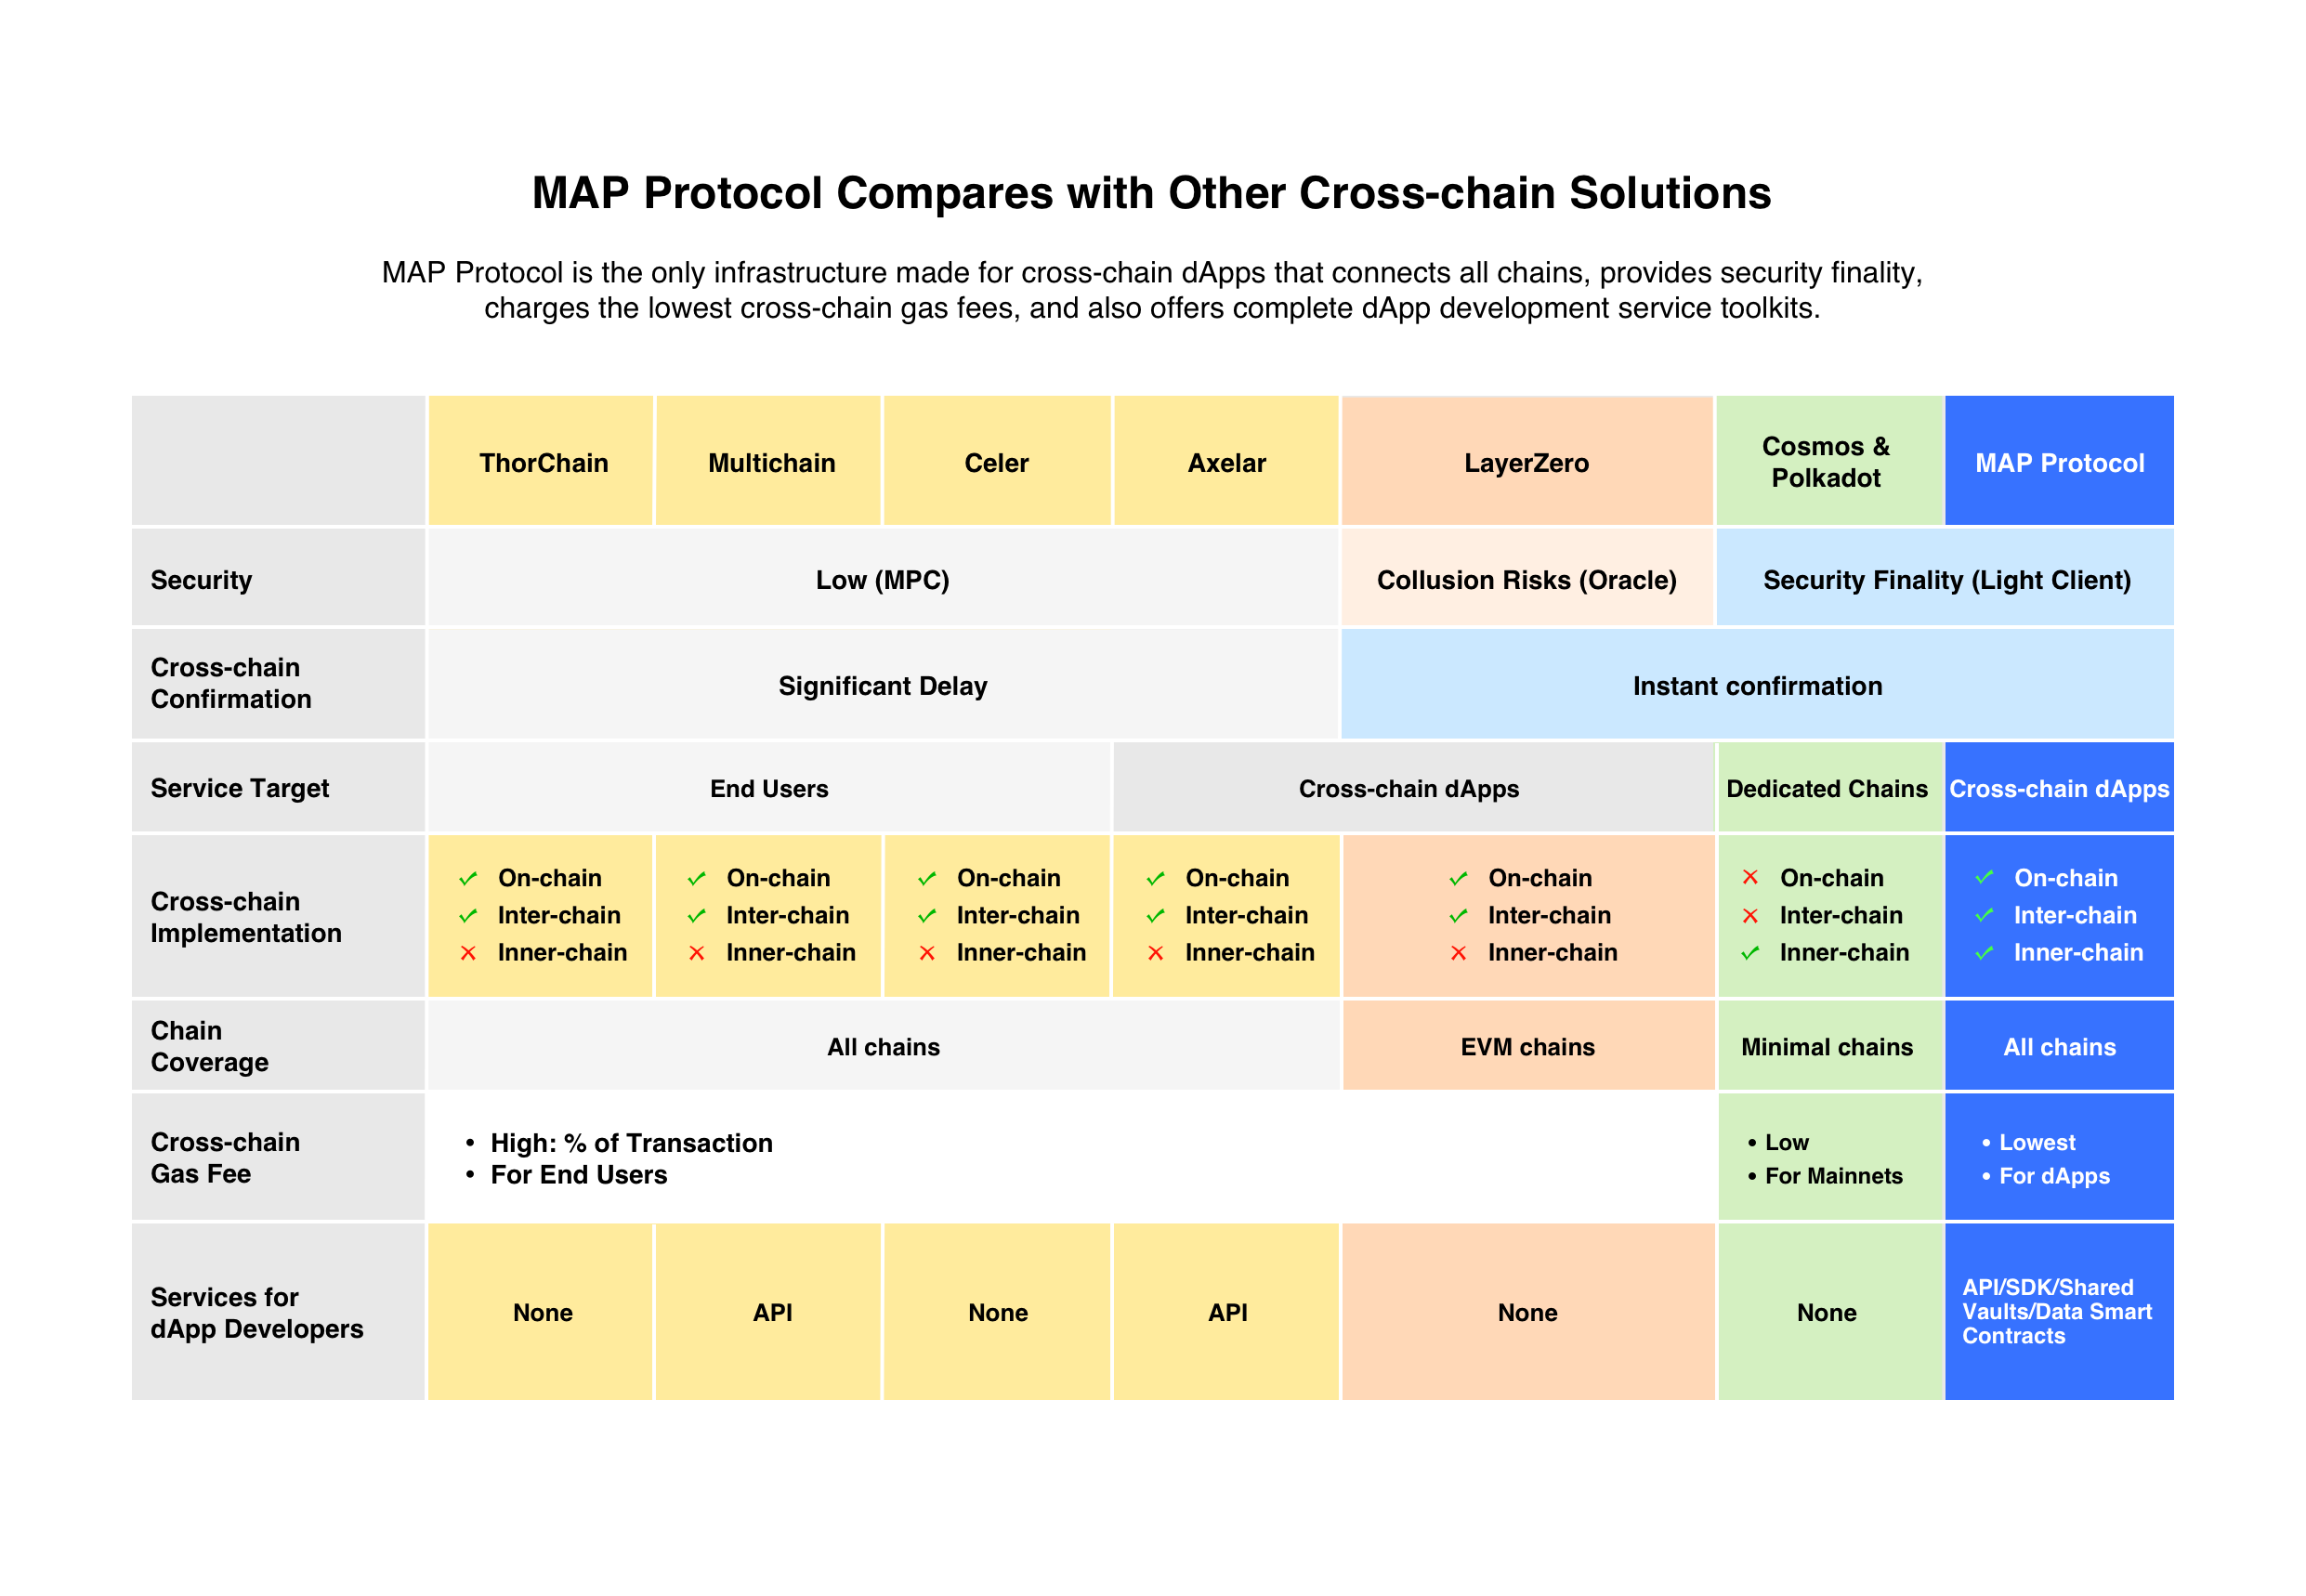 MAP Protocol Compares with Other Cross-chain Solutions
MAP Protocol is the only infrastructure made for cross-chain dApps that connects all chains, provides security finality,
charges the lowest cross-chain gas fees, and also offers complete dApp development service toolkits.
ThorChain
Multichain
Celer
Axelar
LayerZero
Cosmos &
Polkadot
MAP Protocol
Security
Low (MPC)
Collusion Risks (Oracle)
Security Finality (Light Client)
Cross-chain
Confirmation
Significant Delay
Instant confirmation
Service Target
End Users
Cross-chain dApps
Dedicated Chains
Cross-chain dApps
Cross-chain
Implementation
✓ On-chain
✓ Inter-chain
✗ Inner-chain
✓ On-chain
✓ Inter-chain
✗ Inner-chain
✓ On-chain
✓ Inter-chain
✗ Inner-chain
✓ On-chain
✓ Inter-chain
✗ Inner-chain
✓ On-chain
✓ Inter-chain
✗ Inner-chain
✗ On-chain
✗ Inter-chain
✓ Inner-chain
✓ On-chain
✓ Inter-chain
✓ Inner-chain
Chain
Coverage
All chains
EVM chains
Minimal chains
All chains
Cross-chain
Gas Fee
• High: % of Transaction
• For End Users
• Low
• For Mainnets
• Lowest
• For dApps
Services for
dApp Developers
None
API
None
API
None
None
API/SDK/Shared
Vaults/Data Smart
Contracts